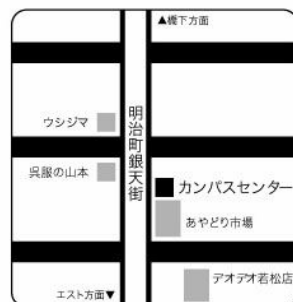 ▲橋下方面
ウシジマ
明治町銀天街
呉服の山本
カンパスセンター
あやどり市場
デオデオ若松店
エスト方面▼